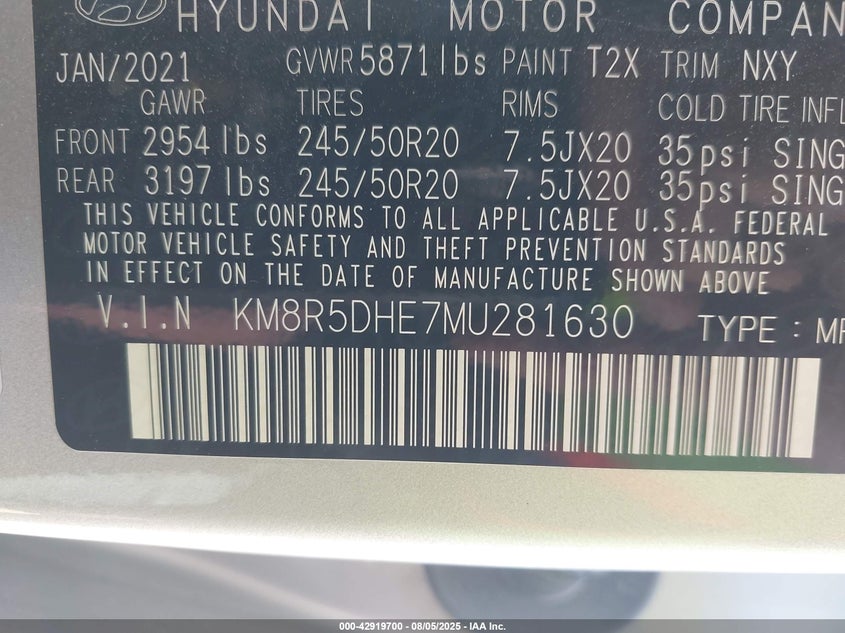 HYUNDAI MOTOR COMPAN
JAN/2021 GVWR 5871 lbs PAINT T2X TRIM NXY
GAWR TIRES RIMS COLD TIRE INFL
FRONT 2954 lbs 245/50R20 7.5JX20 35psi SING
REAR 3197 lbs 245/50R20 7.5JX20 35psi SING
THIS VEHICLE CONFORMS TO ALL APPLICABLE U.S.A. FEDERAL
MOTOR VEHICLE SAFETY AND THEFT PREVENTION STANDARDS
IN EFFECT ON THE DATE OF MANUFACTURE SHOWN ABOVE
V.I.N KM8R5DHE7MU281630 TYPE : MP
000-42919700 - 08/05/2025 - IAA Inc.